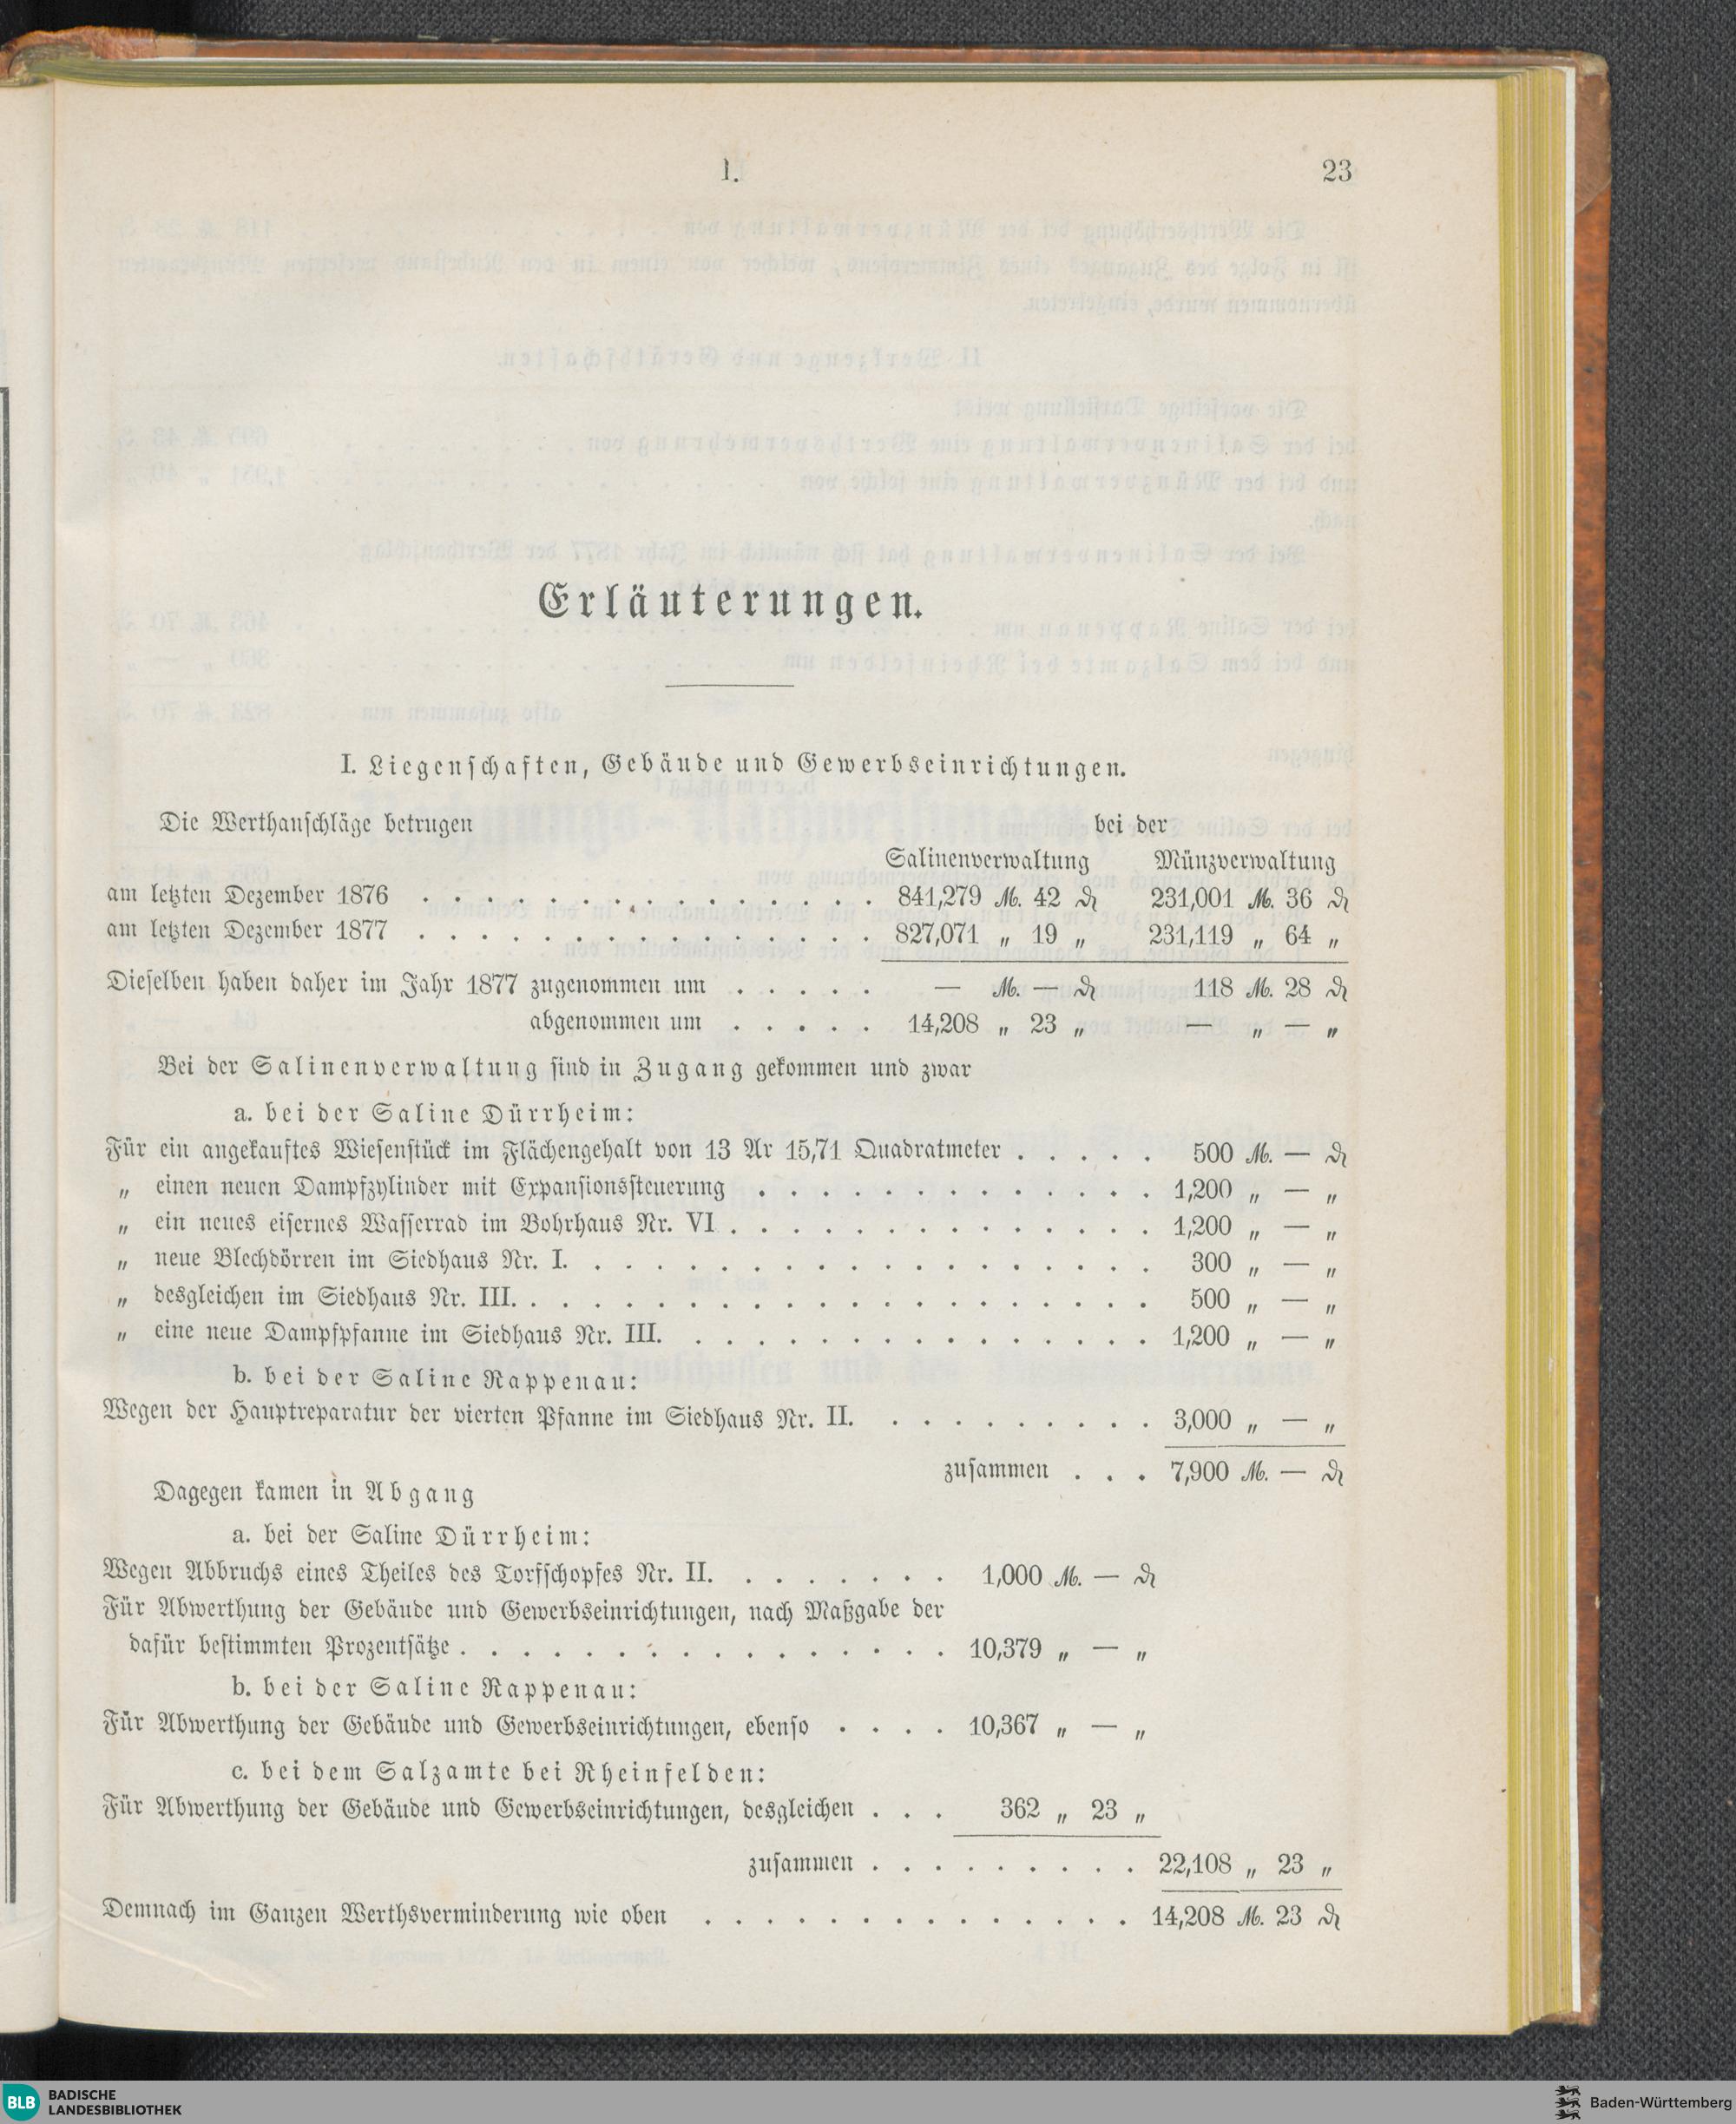 1.
23
Erläuterungen.
I. Liegenschaften, Gebäude und Gewerbseinrichtungen.
Die Werthanschläge betrugen bei der
Salinenverwaltung Münzverwaltung
am letzten Dezember 1876 . . . . . . . . . . . . . . . 841,279 ℳ 42 ₰ 231,001 ℳ 36 ₰
am letzten Dezember 1877 . . . . . . . . . . . . . . . 827,071 „ 19 „ 231,119 „ 64 „
Dieselben haben daher im Jahr 1877 zugenommen um . . . . . — ℳ — ₰ 118 ℳ 28 ₰
abgenommen um . . . . . 14,208 „ 23 „ — „ — „
Bei der Salinenverwaltung sind in Zugang gekommen und zwar
a. bei der Saline Dürrheim:
Für ein angekauftes Wiesenstück im Flächengehalt von 13 Ar 15,71 Quadratmeter . . . . . 500 ℳ — ₰
„ einen neuen Dampfzylinder mit Expansionssteuerung . . . . . . . . . . . . . 1,200 „ — „
„ ein neues eisernes Wasserrad im Bohrhaus Nr. VI . . . . . . . . . . . . . . 1,200 „ — „
„ neue Blechdörren im Siedhaus Nr. I. . . . . . . . . . . . . . . . . . . . 300 „ — „
„ desgleichen im Siedhaus Nr. III. . . . . . . . . . . . . . . . . . . . . 500 „ — „
„ eine neue Dampfpfanne im Siedhaus Nr. III. . . . . . . . . . . . . . . . 1,200 „ — „
b. bei der Saline Rappenau:
Wegen der Hauptreparatur der vierten Pfanne im Siedhaus Nr. II. . . . . . . . . . 3,000 „ — „
zusammen . . . 7,900 ℳ — ₰
Dagegen kamen in Abgang
a. bei der Saline Dürrheim:
Wegen Abbruchs eines Theiles des Torfschopfes Nr. II. . . . . . . . 1,000 ℳ — ₰
Für Abwerthung der Gebäude und Gewerbseinrichtungen, nach Maßgabe der
dafür bestimmten Prozentsätze . . . . . . . . . . . . . . . . 10,379 „ — „
b. bei der Saline Rappenau:
Für Abwerthung der Gebäude und Gewerbseinrichtungen, ebenso . . . . 10,367 „ — „
c. bei dem Salzamte bei Rheinfelden:
Für Abwerthung der Gebäude und Gewerbseinrichtungen, desgleichen . . . 362 „ 23 „
zusammen . . . . . . . . . 22,108 „ 23 „
Demnach im Ganzen Werthsverminderung wie oben . . . . . . . . . . . . . . 14,208 ℳ 23 ₰
BLB BADISCHE
LANDESBIBLIOTHEK
Baden-Württemberg